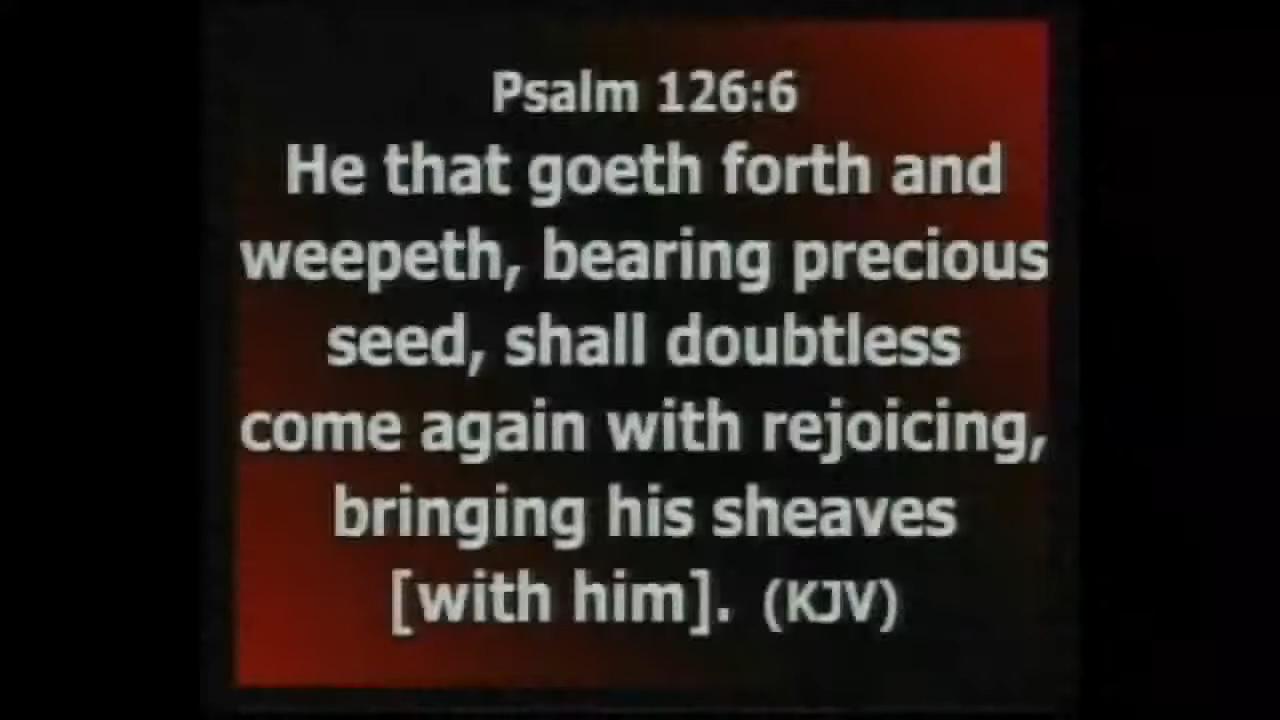 Psalm 126:6
He that goeth forth and
weepeth, bearing precious
seed, shall doubtless
come again with rejoicing,
bringing his sheaves
[with him]. (KJV)